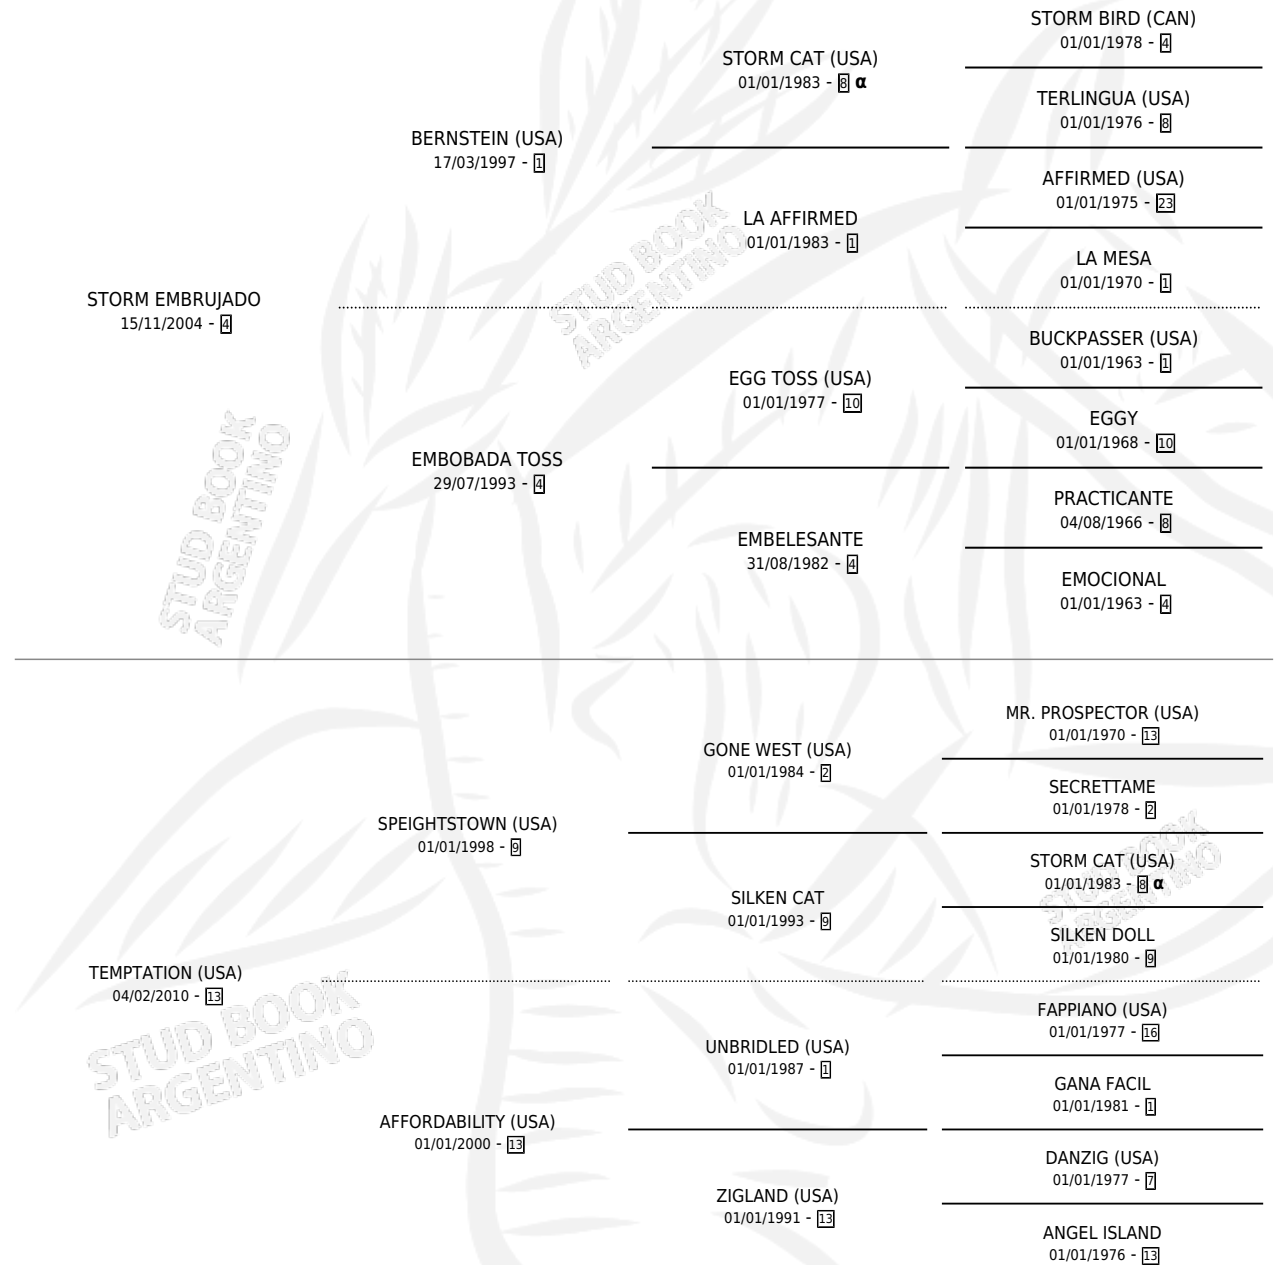 STORM BIRD (CAN)
01/01/1978 - 4
STORM CAT (USA)
01/01/1983 - 8 α
TERLINGUA (USA)
01/01/1976 - 8
BERNSTEIN (USA)
17/03/1997 - 1
AFFIRMED (USA)
01/01/1975 - 23
LA AFFIRMED
01/01/1983 - 1
LA MESA
01/01/1970 - 1
STORM EMBRUJADO
15/11/2004 - 4
BUCKPASSER (USA)
01/01/1963 - 1
EGG TOSS (USA)
01/01/1977 - 10
EGGY
01/01/1968 - 10
EMBOBADA TOSS
29/07/1993 - 4
PRACTICANTE
04/08/1966 - 8
EMBELESANTE
31/08/1982 - 4
EMOCIONAL
01/01/1963 - 4
MR. PROSPECTOR (USA)
01/01/1970 - 13
GONE WEST (USA)
01/01/1984 - 2
SECRETTAME
01/01/1978 - 2
SPEIGHTSTOWN (USA)
01/01/1998 - 9
STORM CAT (USA)
01/01/1983 - 8 α
SILKEN CAT
01/01/1993 - 9
SILKEN DOLL
01/01/1980 - 9
TEMPTATION (USA)
04/02/2010 - 13
FAPPIANO (USA)
01/01/1977 - 16
UNBRIDLED (USA)
01/01/1987 - 1
GANA FACIL
01/01/1981 - 1
AFFORDABILITY (USA)
01/01/2000 - 13
DANZIG (USA)
01/01/1977 - 7
ZIGLAND (USA)
01/01/1991 - 13
ANGEL ISLAND
01/01/1976 - 13
STUD BOOK
ARGENTINO
STUD BOOK
ARGENTINO
STUD BOOK
ARGENTINO
STUD BOOK
ARGENTINO